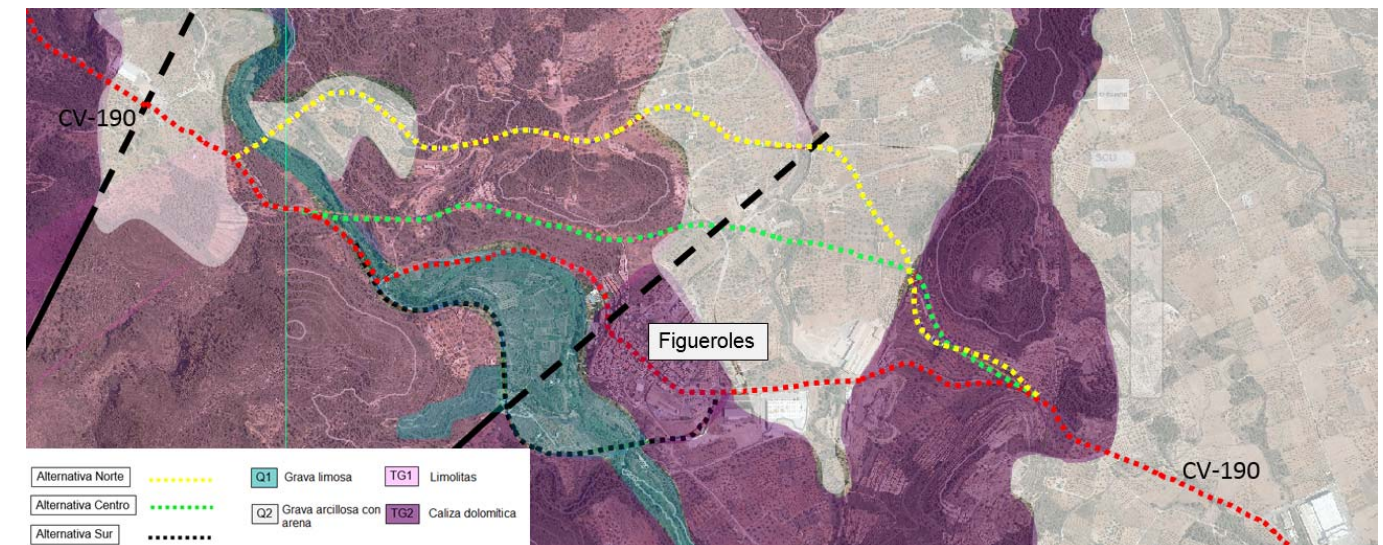 CV-190
Figueroles
CV-190
Alternativa Norte
Alternativa Centro
Alternativa Sur
Q1 Grava limosa
Q2 Grava arcillosa con
arena
TG1 Limolitas
TG2 Caliza dolomítica